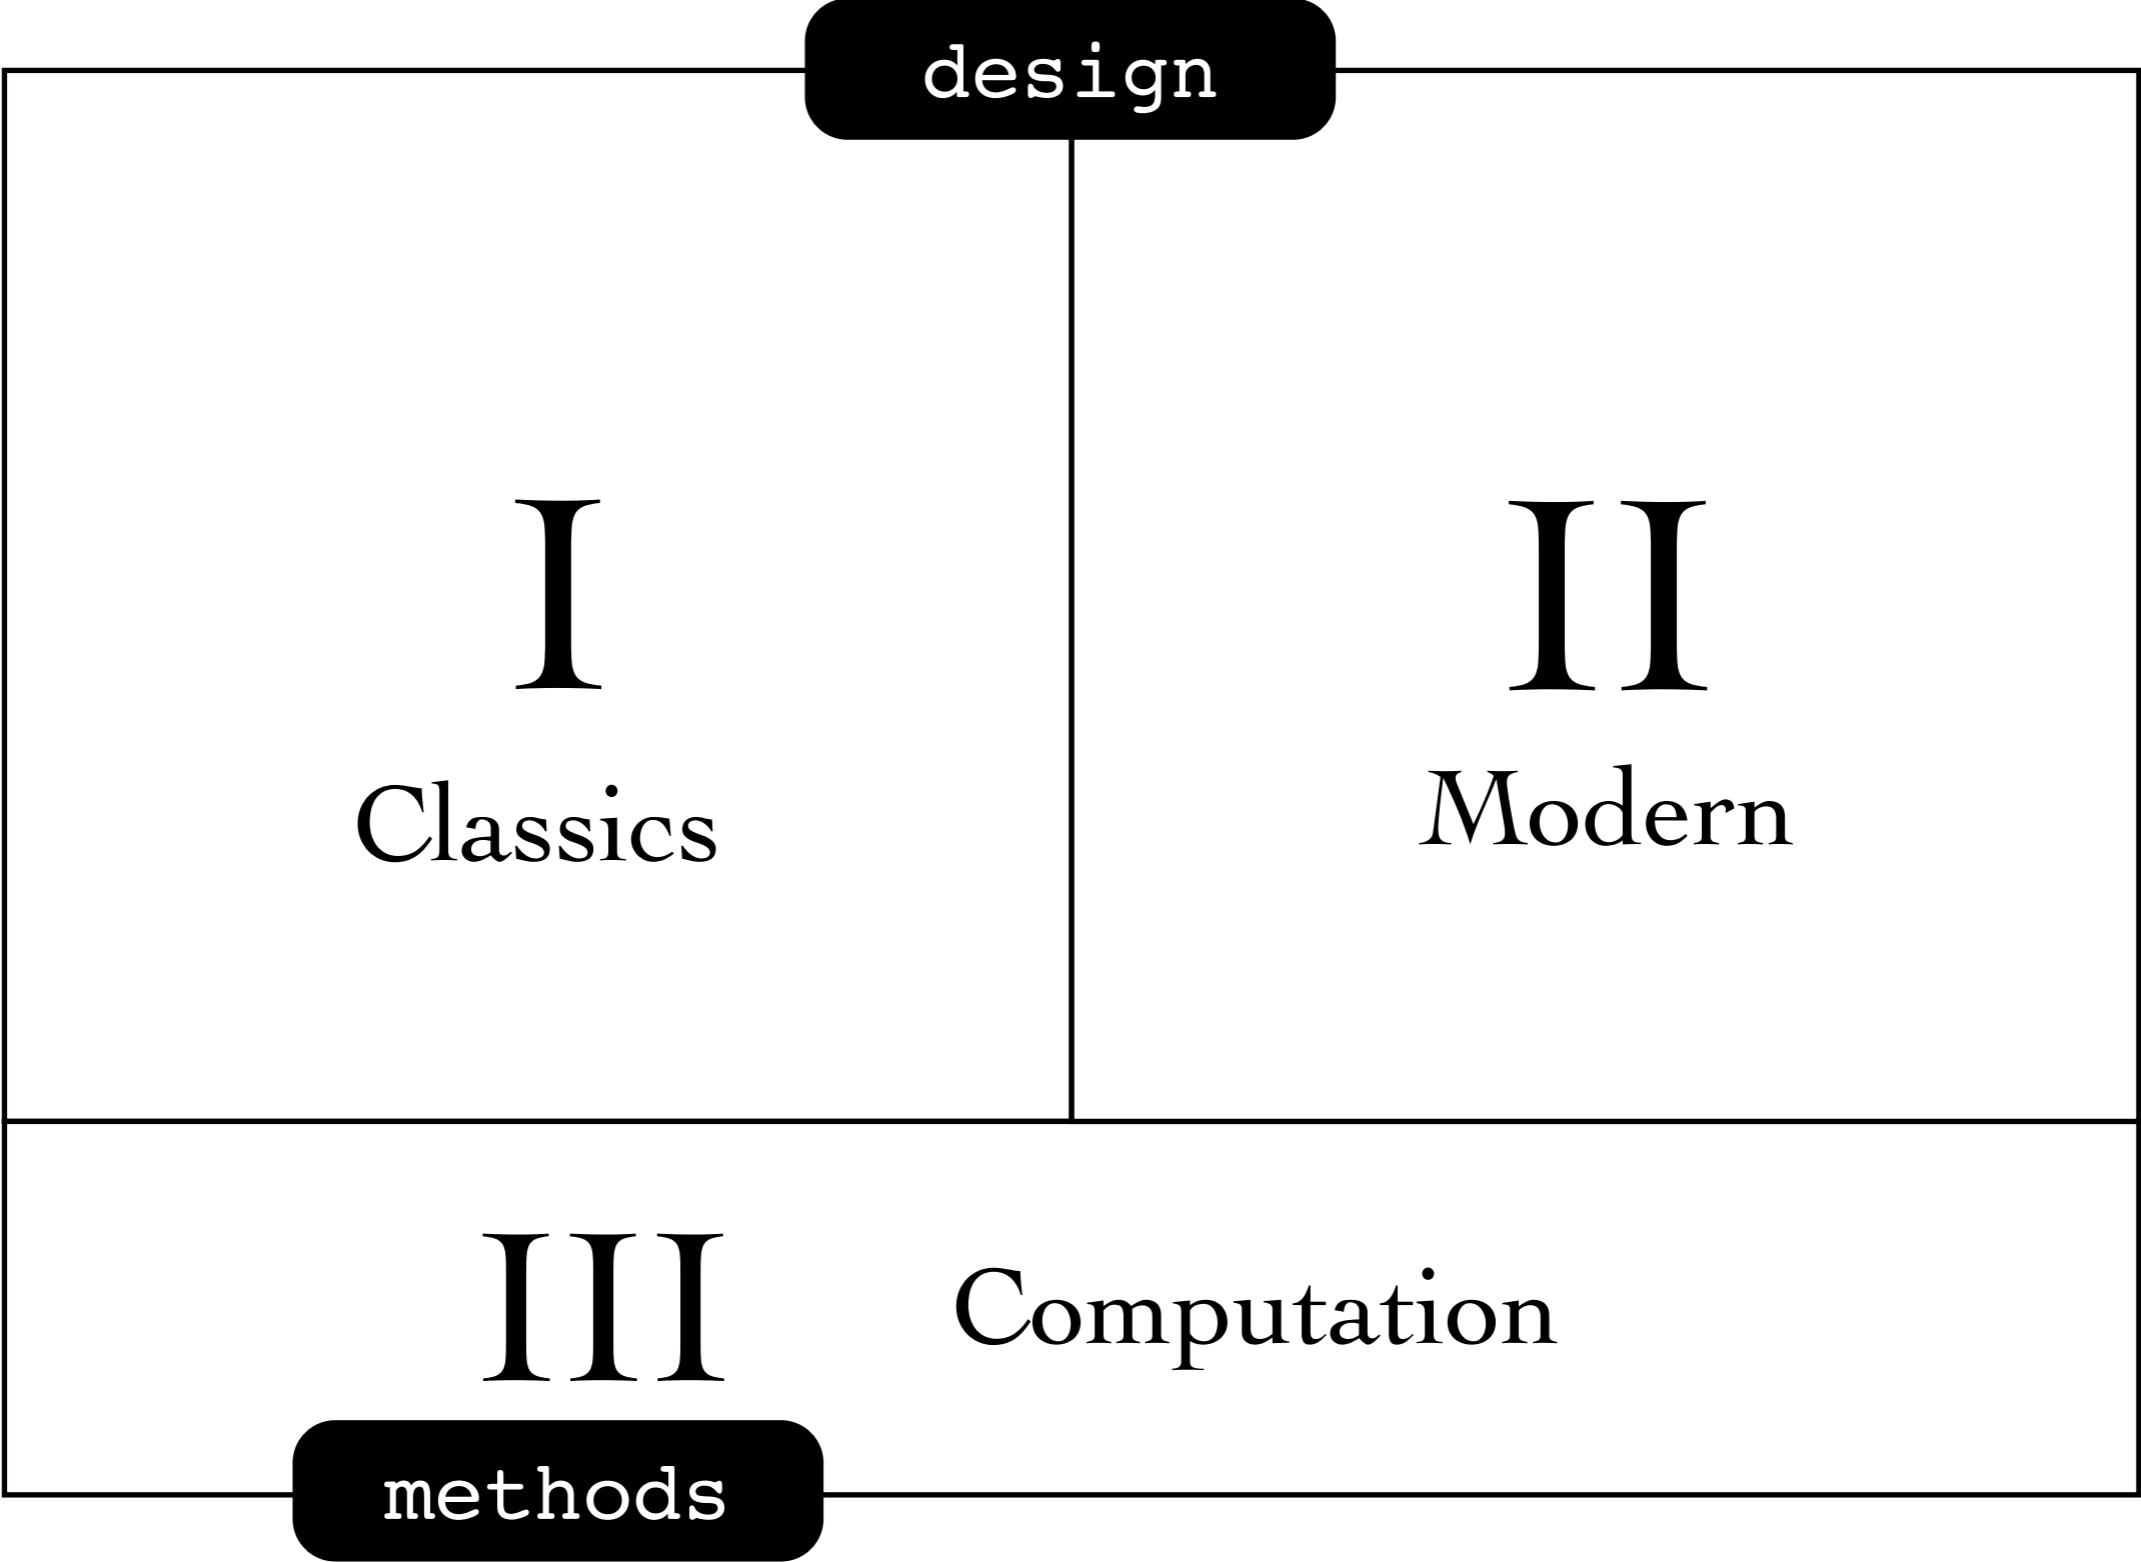 design
I
Classics
II
Modern
III
Computation
methods